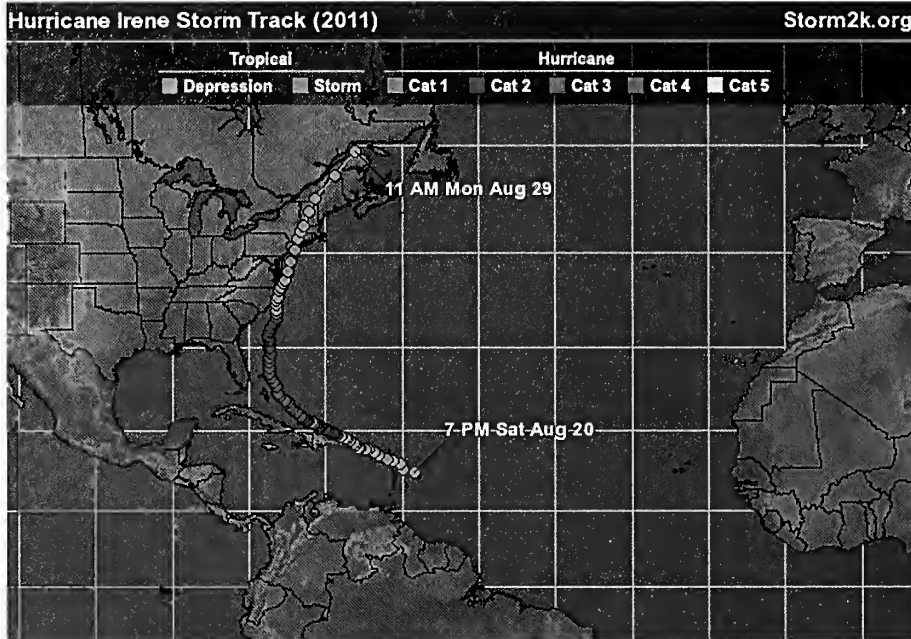 Hurricane Irene Storm Track (2011) Storm2k.org
Tropical Hurricane
Depression Storm Cat 1 Cat 2 Cat 3 Cat 4 Cat 5
11 AM Mon Aug 29
7 PM Sat Aug 20